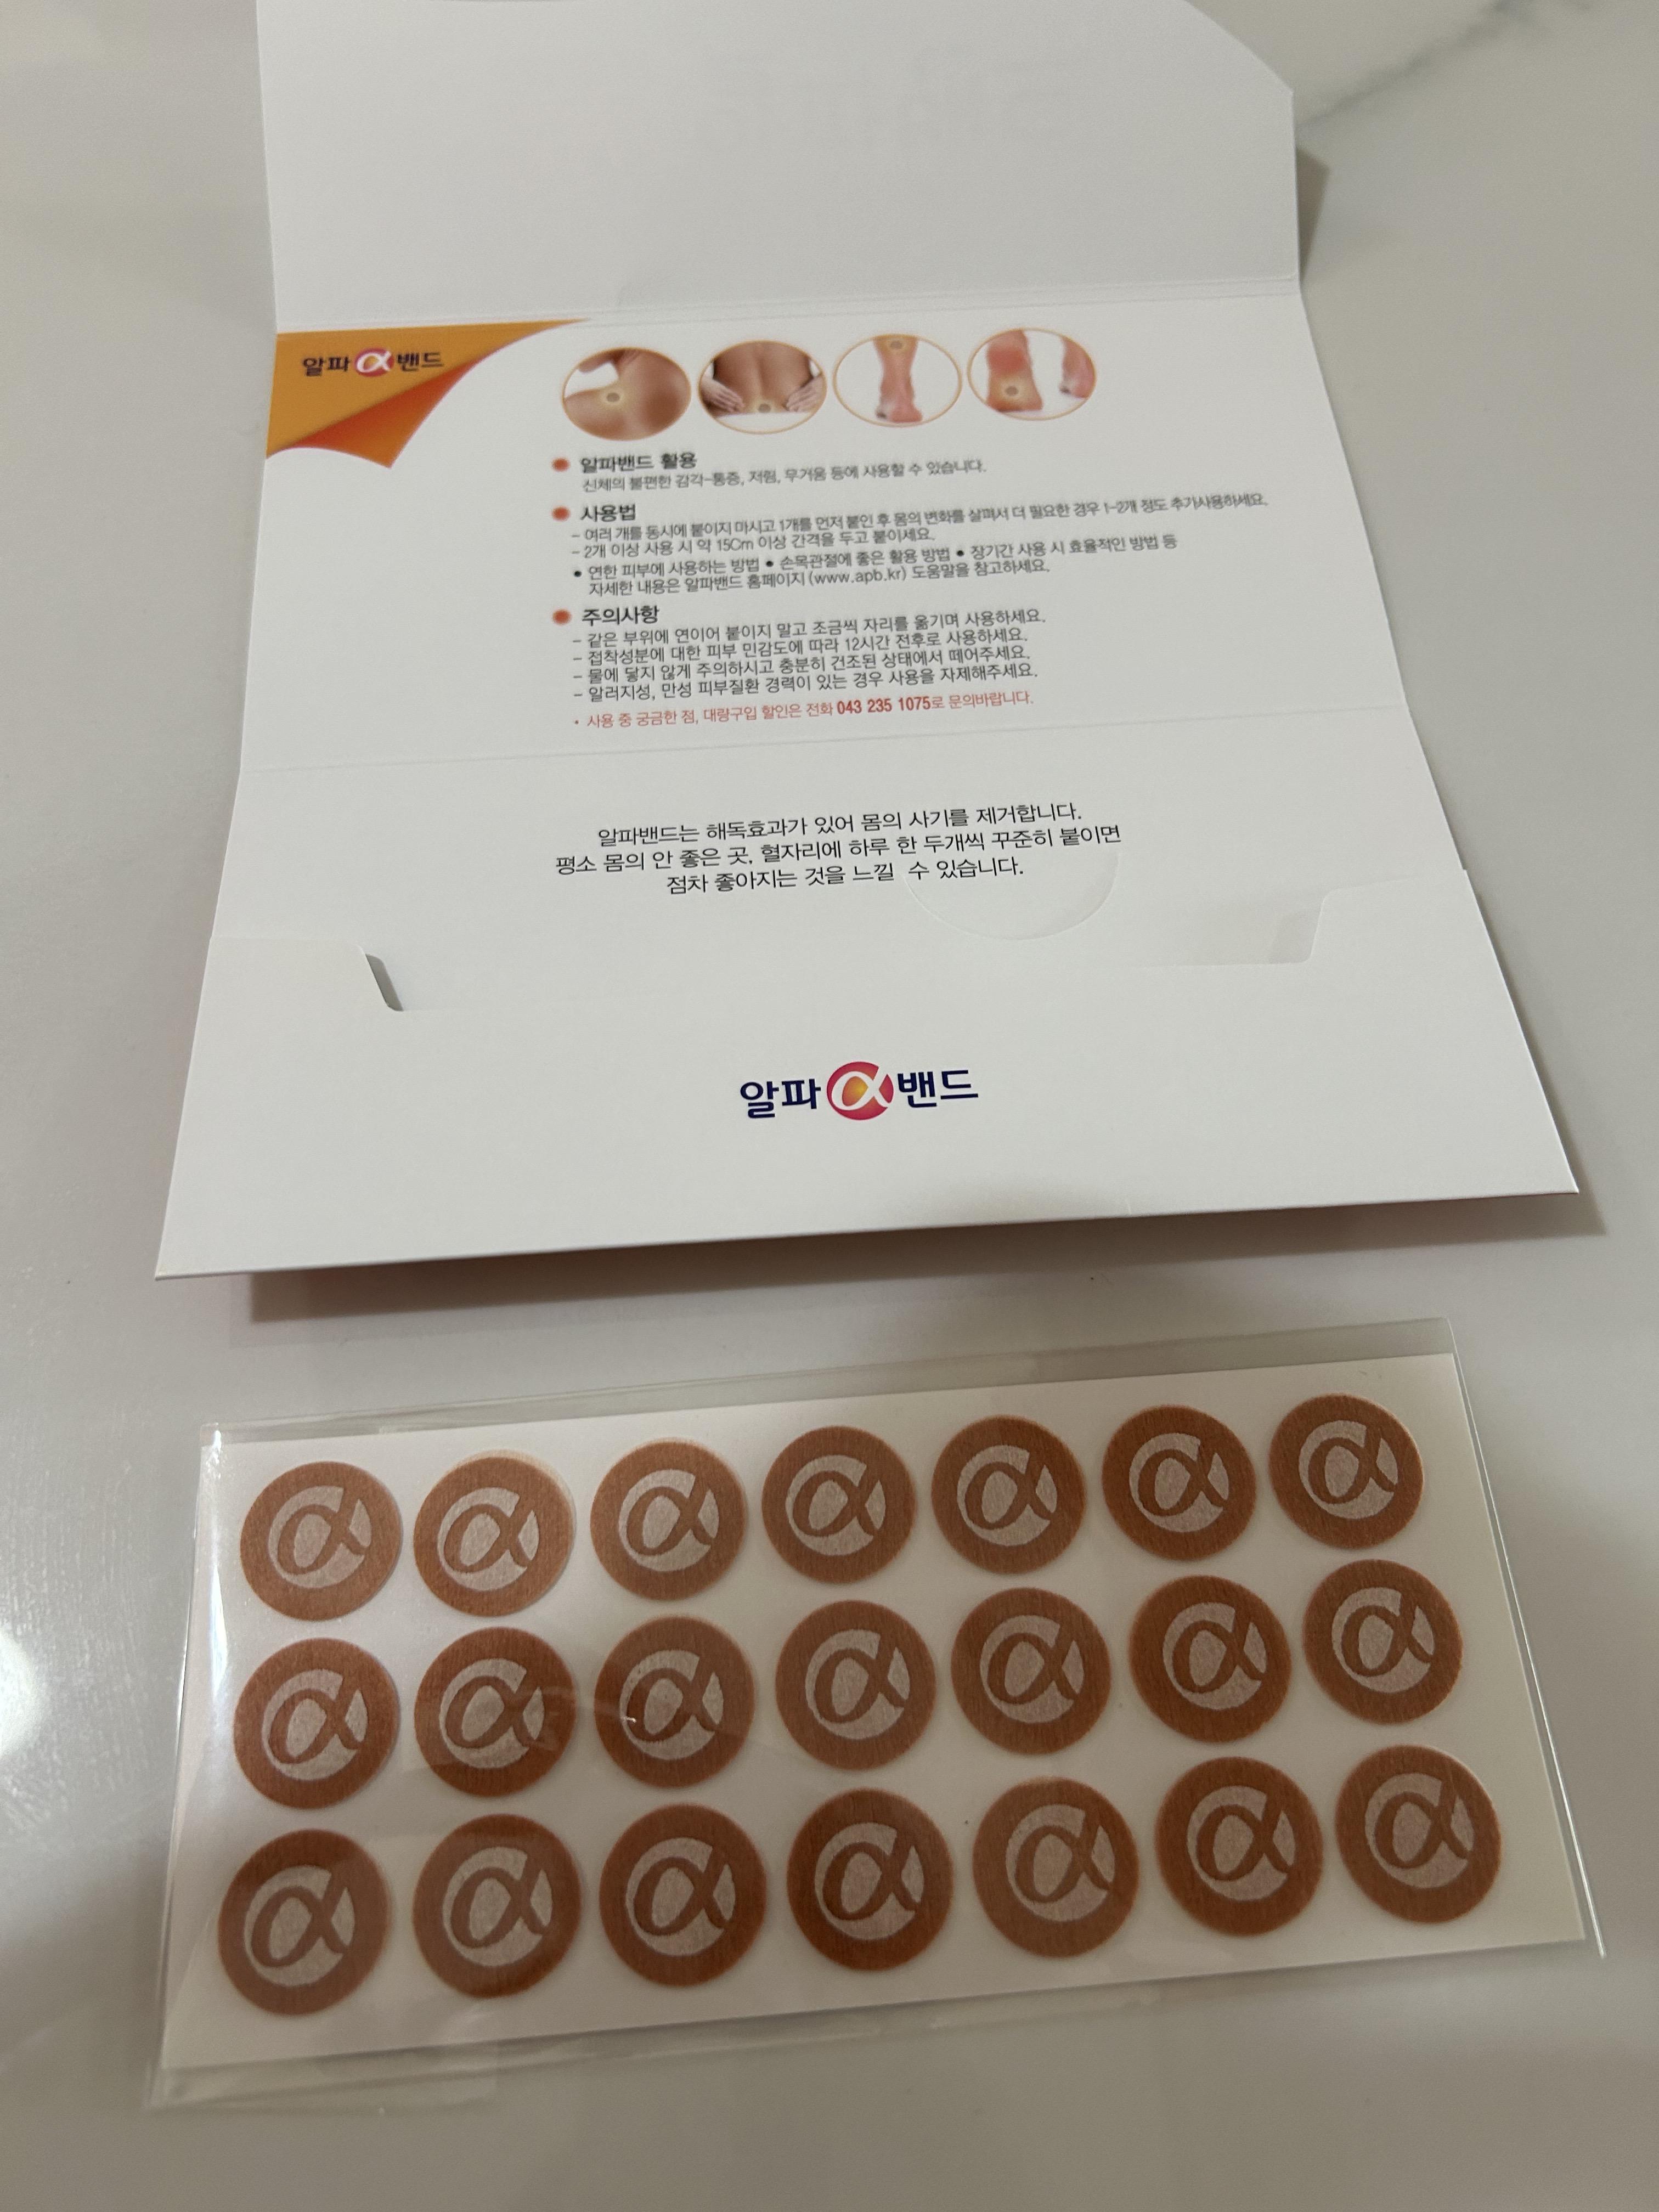 알파 α 밴드
알파밴드 활용
신체의 불편한 감각-통증, 저림, 무거움 등에 사용할 수 있습니다.
사용법
- 여러 개를 동시에 붙이지 마시고 1개를 먼저 붙인 후 몸의 변화를 살펴서 더 필요한 경우 1-2개 정도 추가사용하세요.
- 2개 이상 사용 시 약 15Cm 이상 간격을 두고 붙이세요.
• 연한 피부에 사용하는 방법 • 손목관절에 좋은 활용 방법 • 장기간 사용 시 효율적인 방법 등
자세한 내용은 알파밴드 홈페이지 (www.apb.kr) 도움말을 참고하세요.
주의사항
- 같은 부위에 연이어 붙이지 말고 조금씩 자리를 옮기며 사용하세요.
- 접착성분에 대한 피부 민감도에 따라 12시간 전후로 사용하세요.
- 물에 닿지 않게 주의하시고 충분히 건조된 상태에서 떼어주세요.
- 알러지성, 만성 피부질환 경력이 있는 경우 사용을 자제해주세요.
• 사용 중 궁금한 점, 대량구입 할인은 전화 043 235 1075로 문의바랍니다.
알파밴드는 해독효과가 있어 몸의 사기를 제거합니다.
평소 몸의 안 좋은 곳, 혈자리에 하루 한 두개씩 꾸준히 붙이면
점차 좋아지는 것을 느낄 수 있습니다.
알파 α 밴드
α α α α α α α
α α α α α α α
α α α α α α α